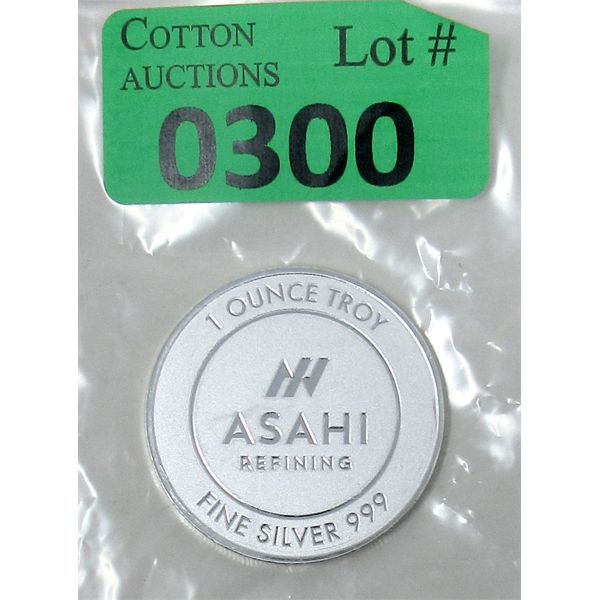 COTTON
AUCTIONS
Lot #
0300
1 OUNCE TROY
ASAHI
REFINING
FINE SILVER 999